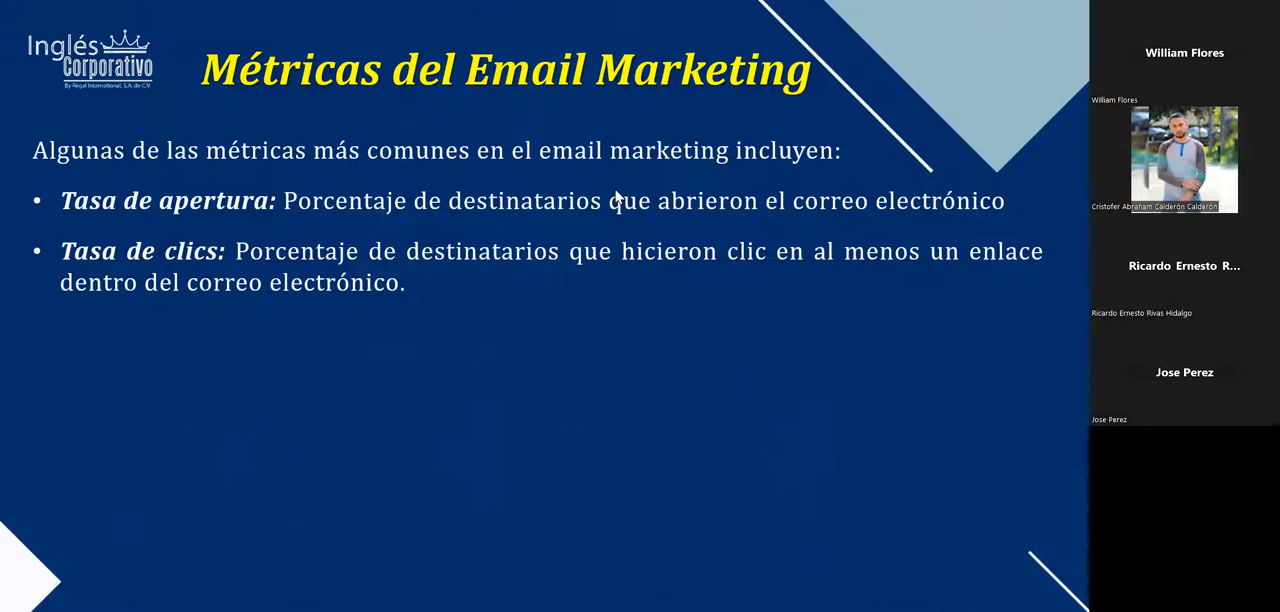 Inglés
Corporativo
By Regal International, S.A. de C.V.
Métricas del Email Marketing
Algunas de las métricas más comunes en el email marketing incluyen:
• Tasa de apertura: Porcentaje de destinatarios que abrieron el correo electrónico
• Tasa de clics: Porcentaje de destinatarios que hicieron clic en al menos un enlace
dentro del correo electrónico.
William Flores
William Flores
Cristofer Abraham Calderón Calderón
Ricardo Ernesto R...
Ricardo Ernesto Rivas Hidalgo
Jose Perez
Jose Perez